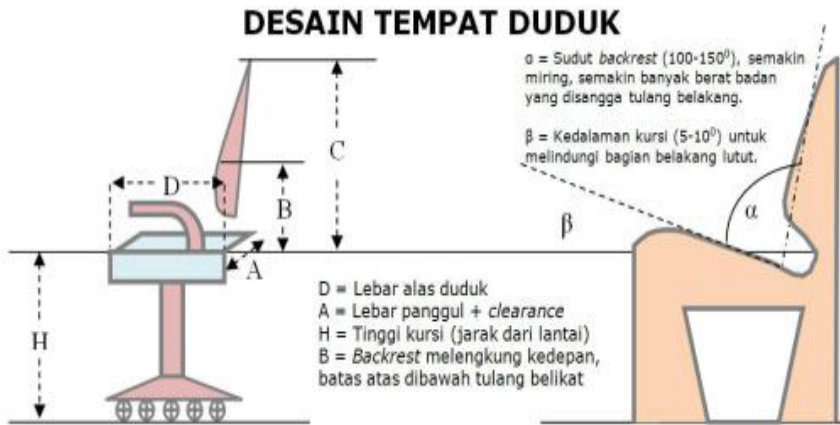 DESAIN TEMPAT DUDUK
α = Sudut backrest (100-150⁰), semakin
miring, semakin banyak berat badan
yang disangga tulang belakang.
β = Kedalaman kursi (5-10⁰) untuk
melindungi bagian belakang lutut.
C
D
B
α
β
A
H
D = Lebar alas duduk
A = Lebar panggul + clearance
H = Tinggi kursi (jarak dari lantai)
B = Backrest melengkung kedepan,
batas atas dibawah tulang belikat